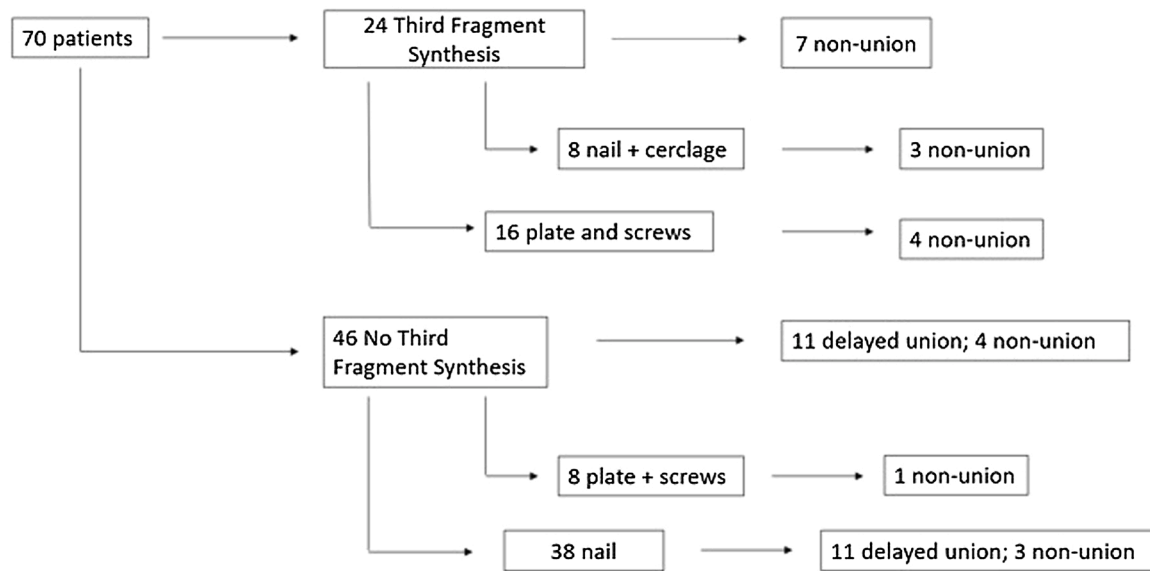 70 patients
24 Third Fragment
Synthesis
7 non-union
8 nail + cerclage
3 non-union
16 plate and screws
4 non-union
46 No Third
Fragment Synthesis
11 delayed union; 4 non-union
8 plate + screws
1 non-union
38 nail
11 delayed union; 3 non-union